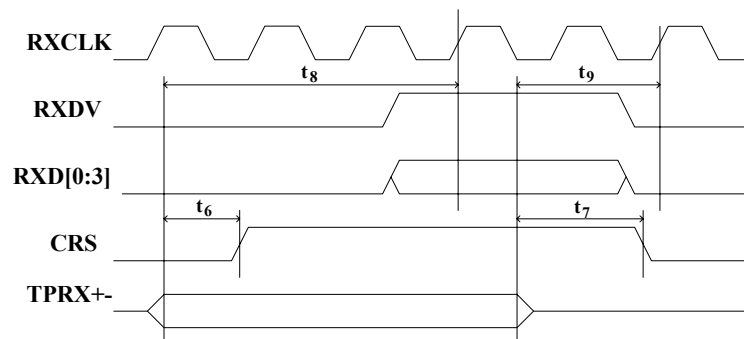 RXCLK
t8 t9
RXDV
RXD[0:3]
t6 t7
CRS
TPRX+-